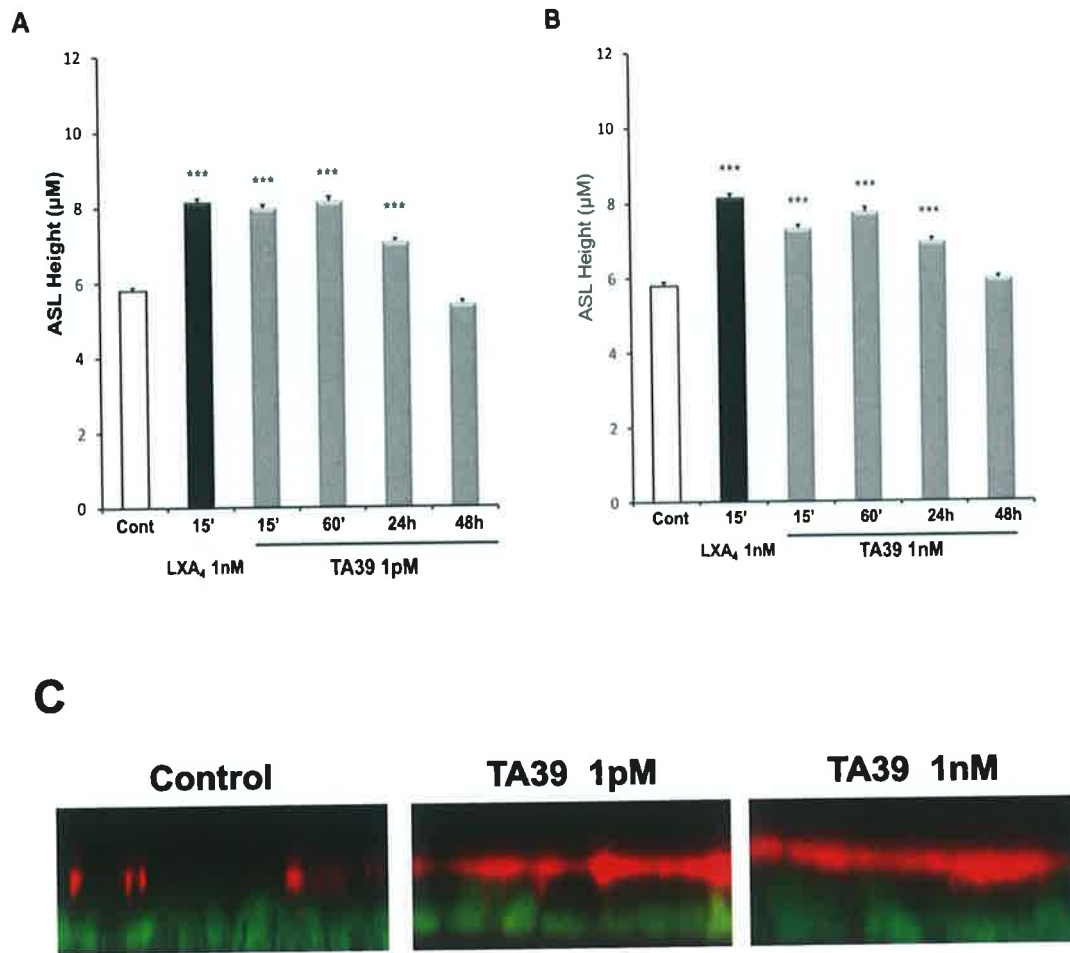 A
12
10
8
6
4
2
0
ASL Height (µM)
***
***
***
***
Cont
15'
15'
60'
24h
48h
LXA₄ 1nM
TA39 1pM
B
12
10
8
6
4
2
0
ASL Height (µM)
***
***
***
***
Cont
15'
15'
60'
24h
48h
LXA₄ 1nM
TA39 1nM
C
Control
TA39 1pM
TA39 1nM